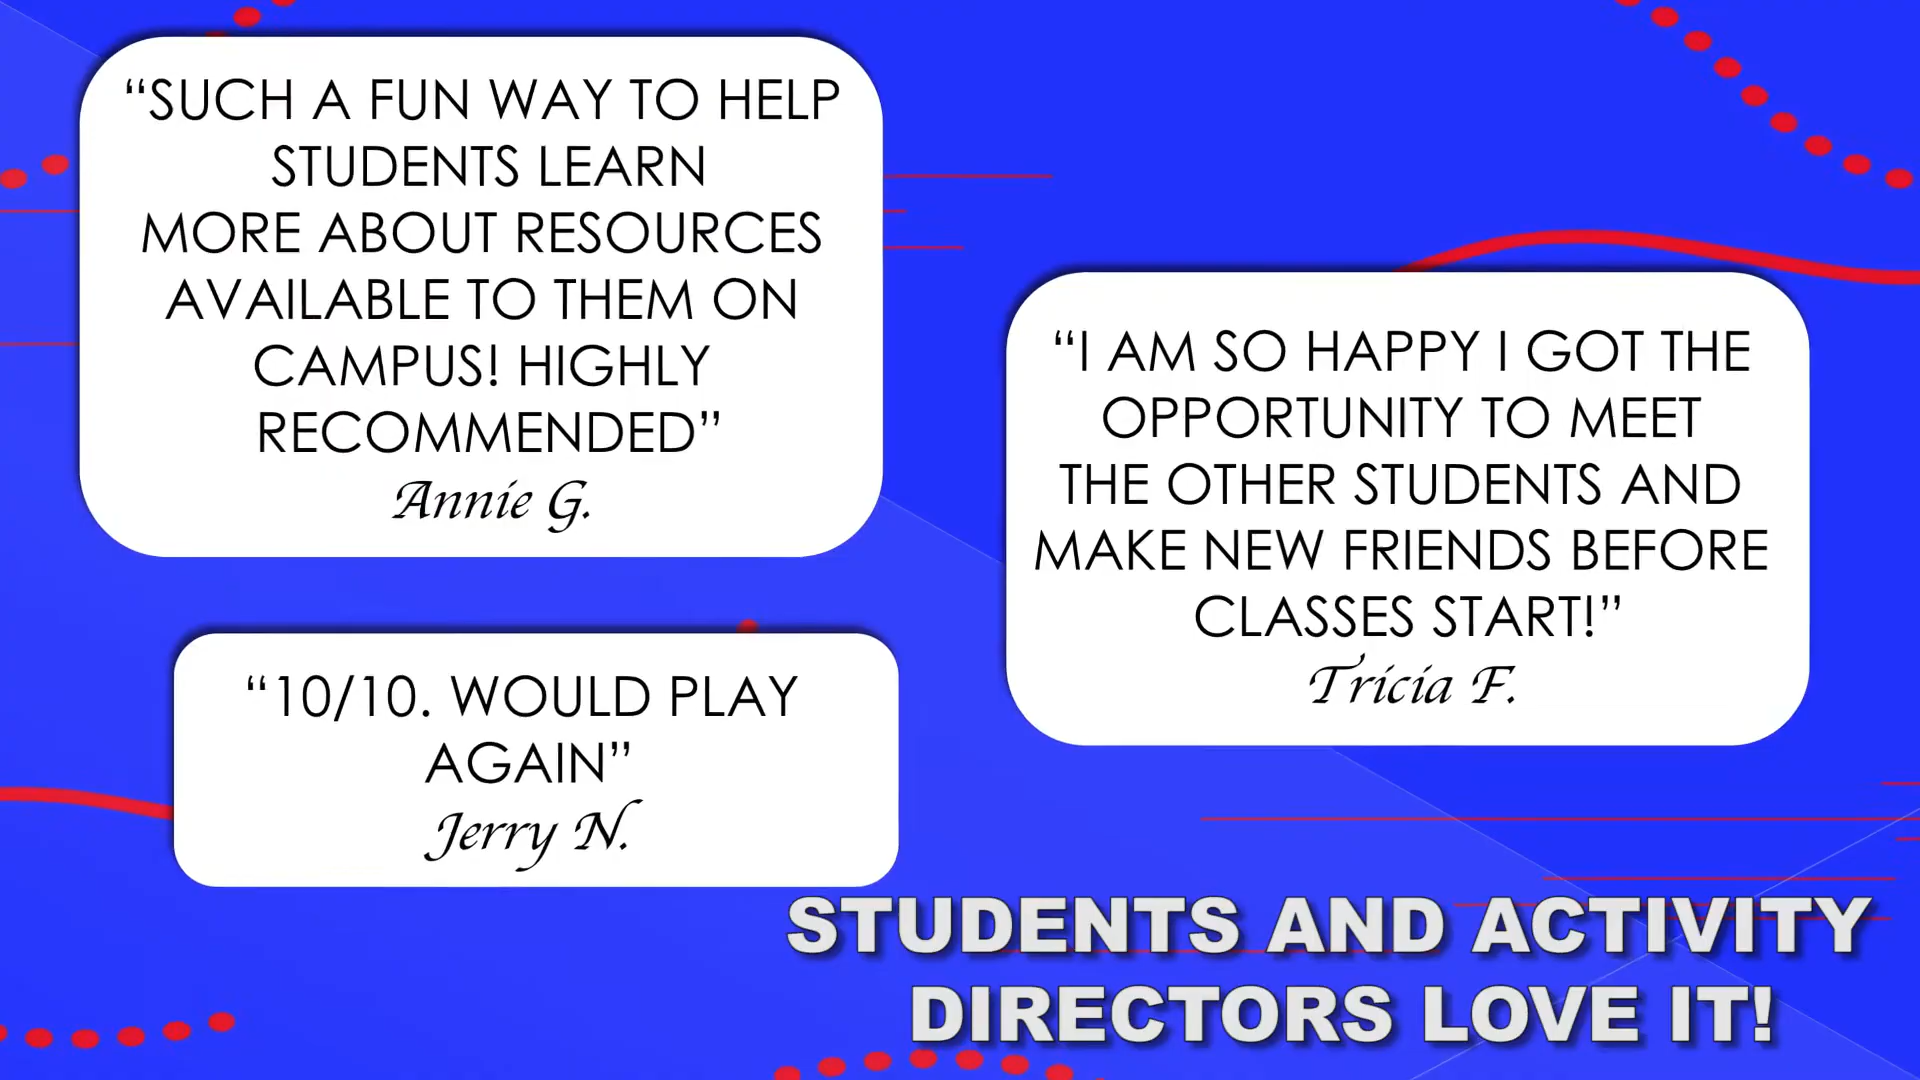 “SUCH A FUN WAY TO HELP
STUDENTS LEARN
MORE ABOUT RESOURCES
AVAILABLE TO THEM ON
CAMPUS! HIGHLY
RECOMMENDED”
Annie G.
“I AM SO HAPPY I GOT THE
OPPORTUNITY TO MEET
THE OTHER STUDENTS AND
MAKE NEW FRIENDS BEFORE
CLASSES START!”
Tricia F.
“10/10. WOULD PLAY
AGAIN”
Jerry N.
STUDENTS AND ACTIVITY
DIRECTORS LOVE IT!